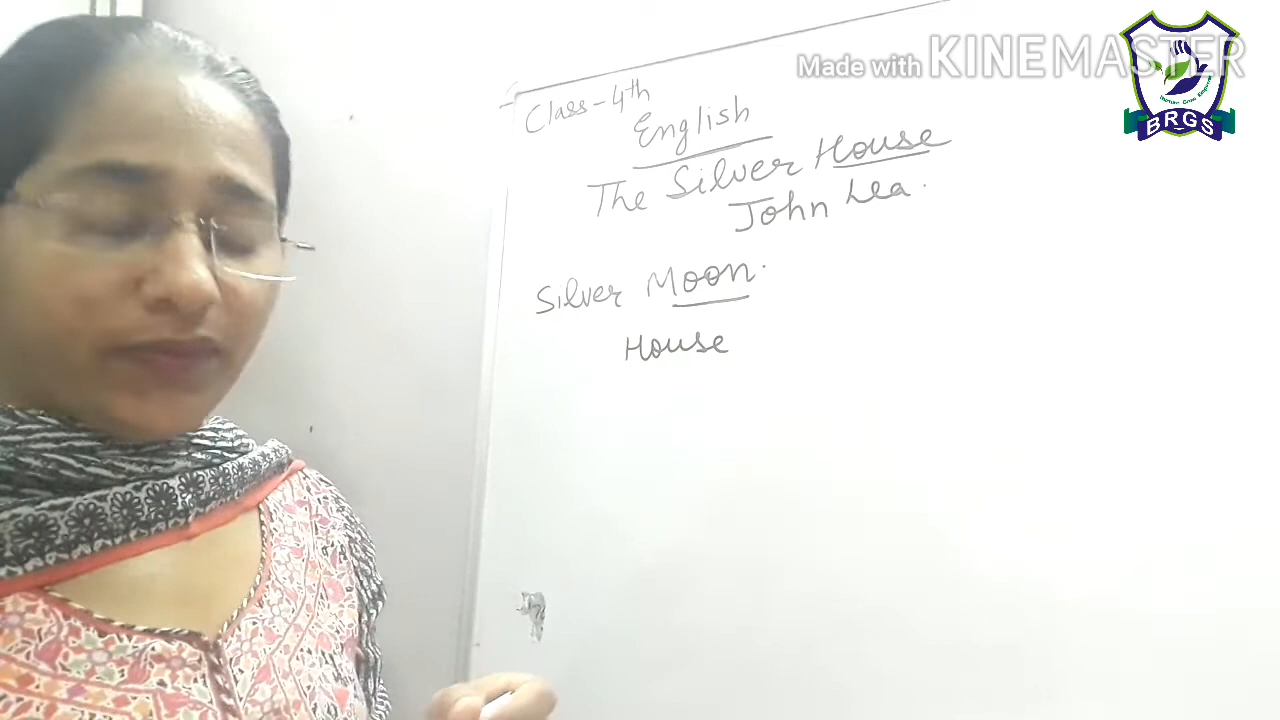 Made with KINEMASTER
BRGS
Class - 4th
English
The Silver House
John Lea.
Silver Moon.
House